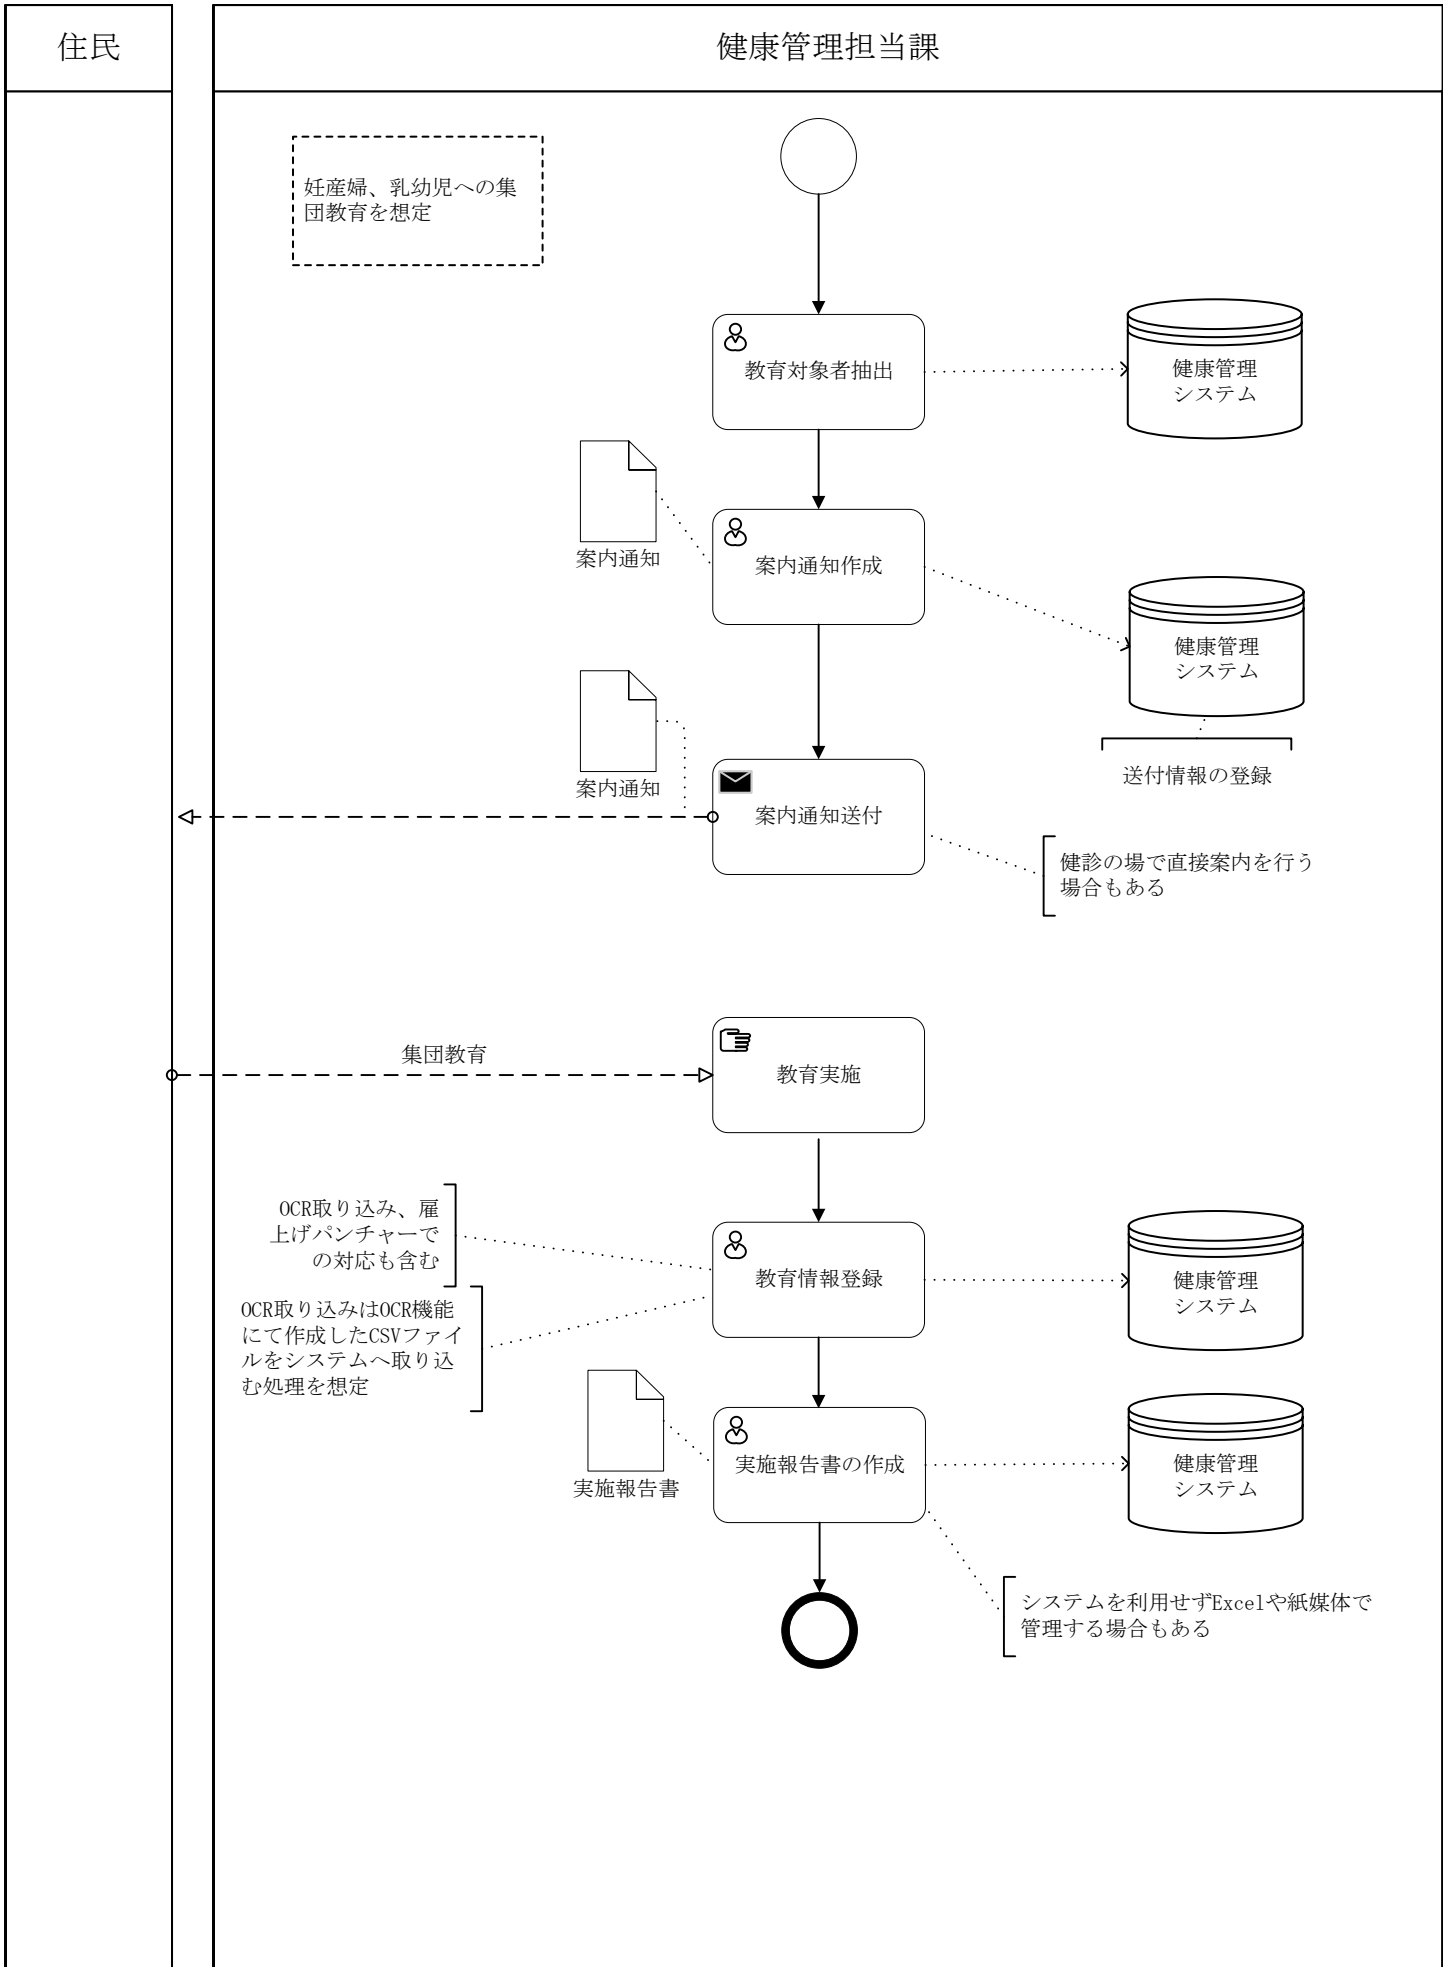 住民
健康管理担当課
妊産婦、乳幼児への集
団教育を想定
教育対象者抽出
健康管理
システム
案内通知
案内通知作成
健康管理
システム
送付情報の登録
案内通知
案内通知送付
健診の場で直接案内を行う
場合もある
集団教育
教育実施
OCR取り込み、雇
上げパンチャーで
の対応も含む
OCR取り込みはOCR機能
にて作成したCSVファイ
ルをシステムへ取り込
む処理を想定
教育情報登録
健康管理
システム
実施報告書
実施報告書の作成
健康管理
システム
システムを利用せずExcelや紙媒体で
管理する場合もある